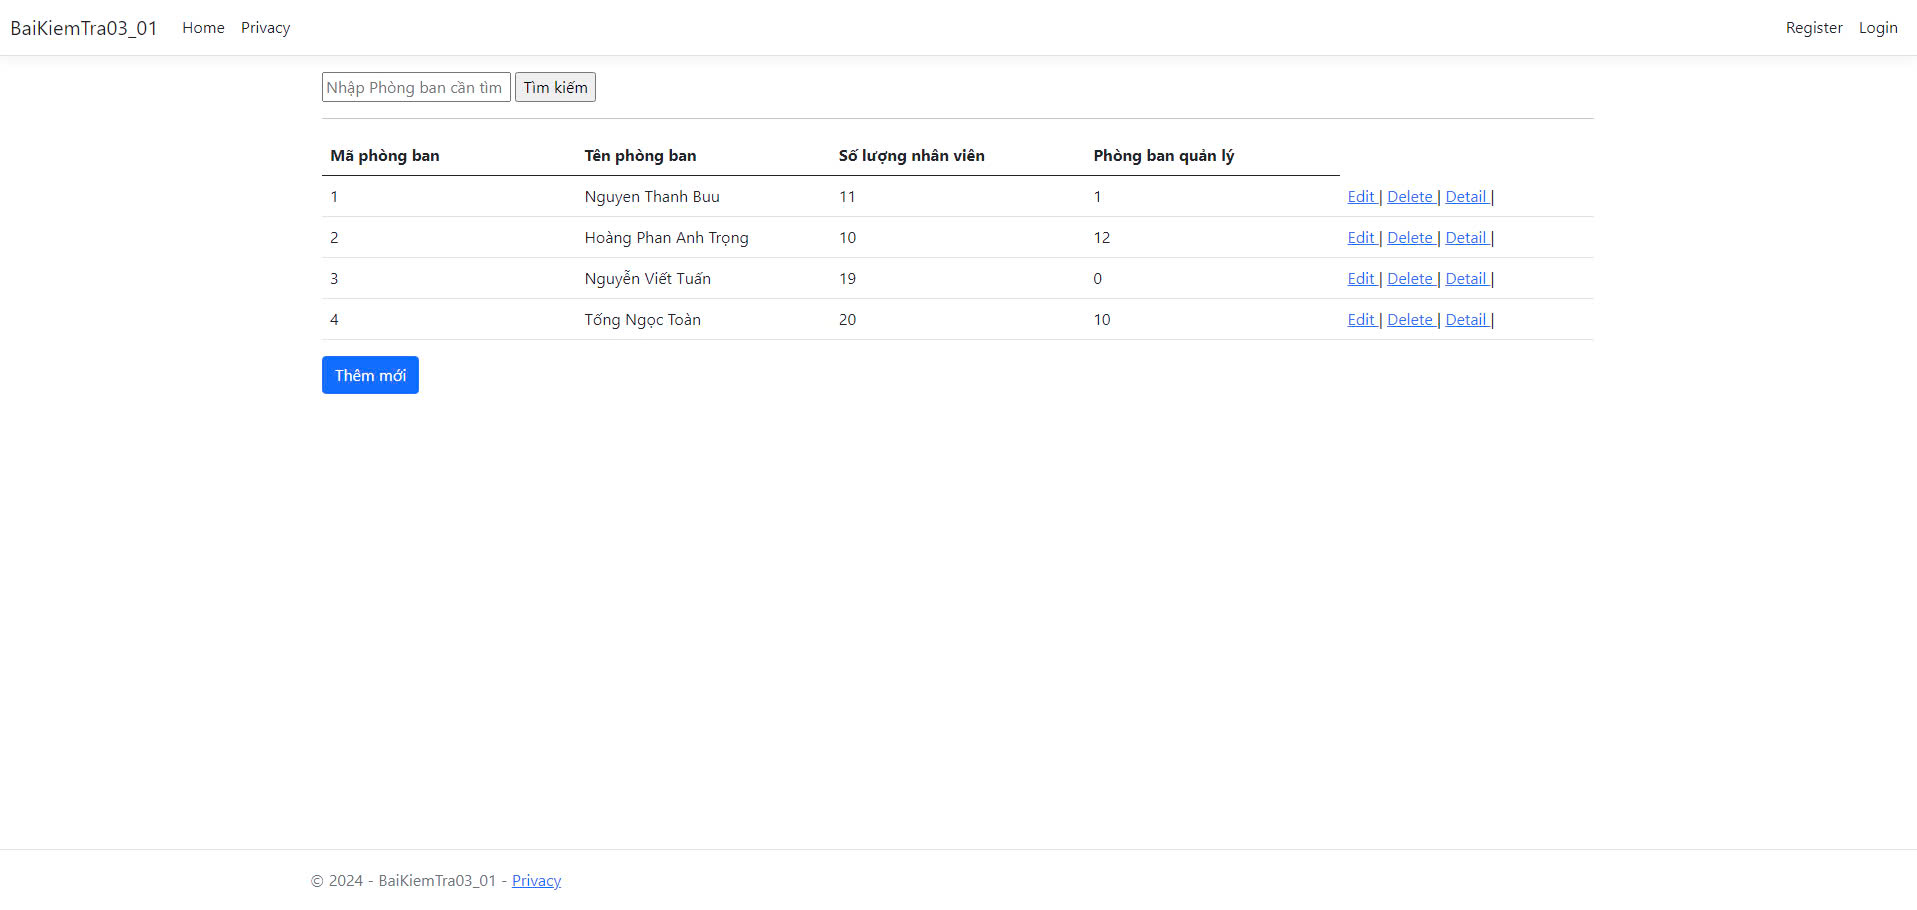 BaiKiemTra03_01 Home Privacy Register Login
Nhập Phòng ban cần tìm Tìm kiếm
Mã phòng ban Tên phòng ban Số lượng nhân viên Phòng ban quản lý
1 Nguyen Thanh Buu 11 1 Edit | Delete | Detail |
2 Hoàng Phan Anh Trọng 10 12 Edit | Delete | Detail |
3 Nguyễn Viết Tuấn 19 0 Edit | Delete | Detail |
4 Tống Ngọc Toàn 20 10 Edit | Delete | Detail |
Thêm mới
© 2024 - BaiKiemTra03_01 - Privacy